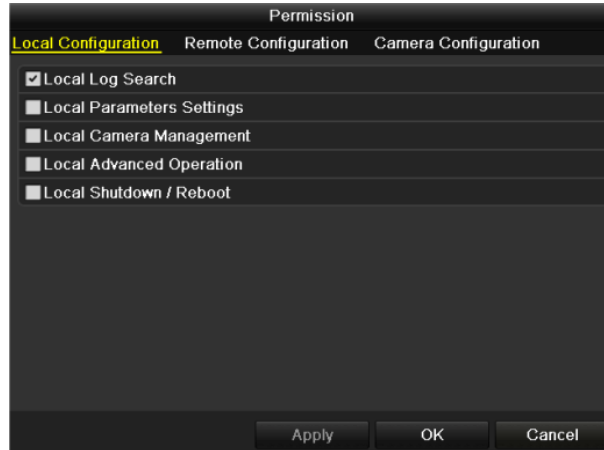 Permission
Local Configuration Remote Configuration Camera Configuration
Local Log Search
Local Parameters Settings
Local Camera Management
Local Advanced Operation
Local Shutdown / Reboot
Apply OK Cancel